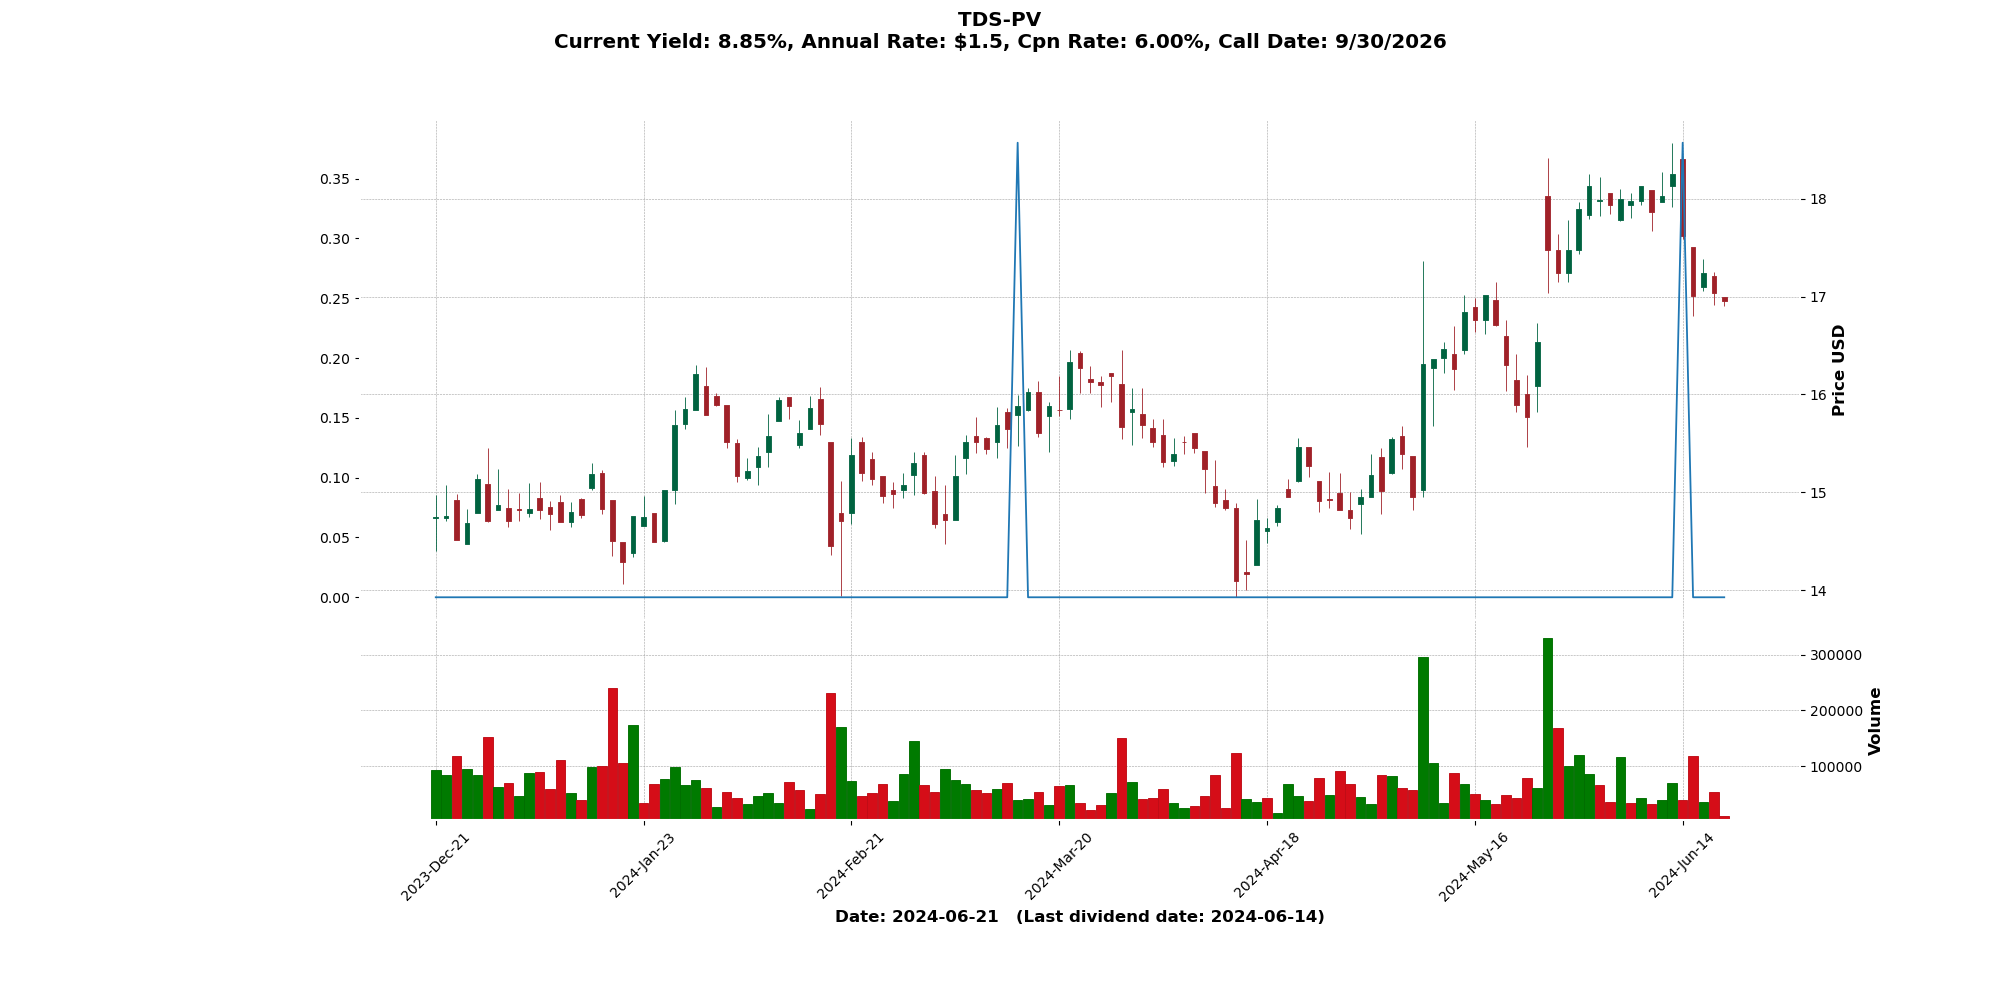 TDS-PV
Current Yield: 8.85%, Annual Rate: $1.5, Cpn Rate: 6.00%, Call Date: 9/30/2026
0.35
0.30
0.25
0.20
0.15
0.10
0.05
0.00
18
17
16
15
14
Price USD
300000
200000
100000
Volume
2023-Dec-21
2024-Jan-23
2024-Feb-21
2024-Mar-20
2024-Apr-18
2024-May-16
2024-Jun-14
Date: 2024-06-21 (Last dividend date: 2024-06-14)